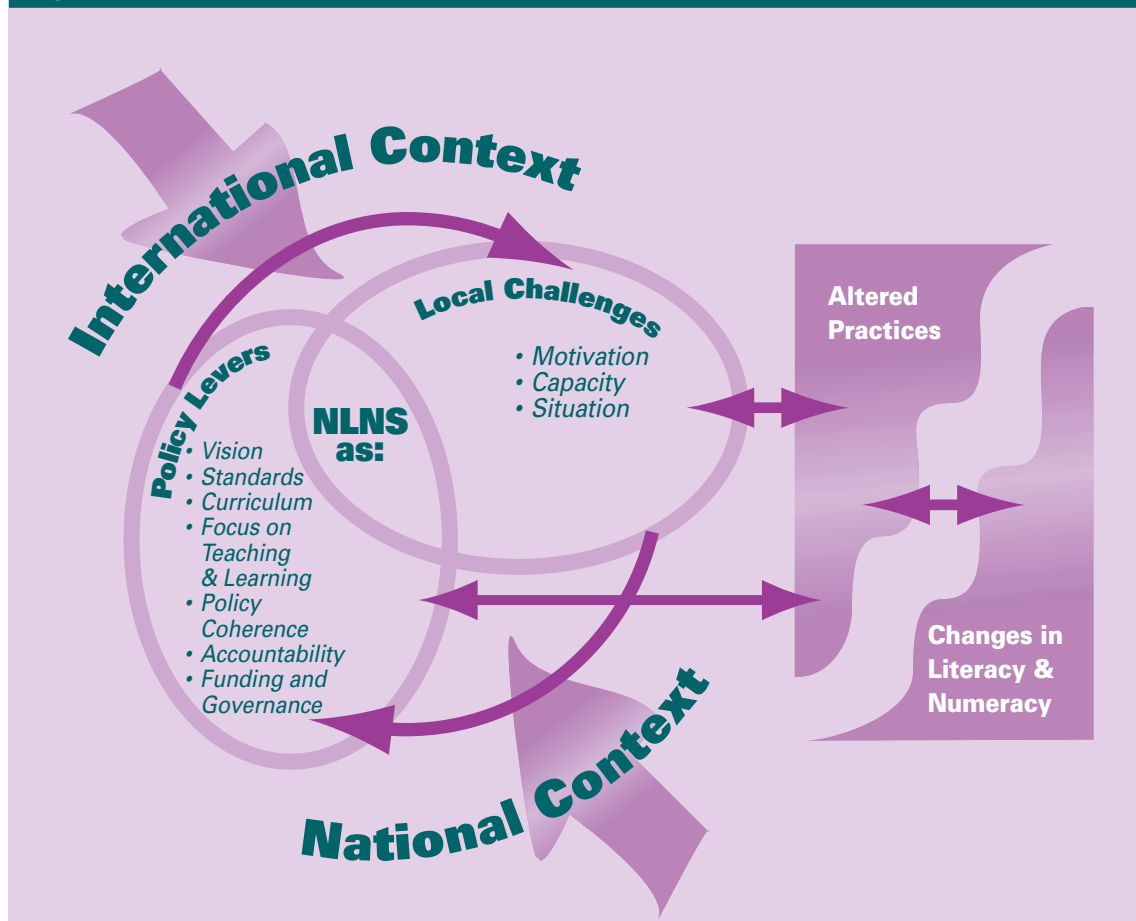 International Context
Local Challenges
• Motivation
• Capacity
• Situation
Policy Levers
• Vision
• Standards
• Curriculum
• Focus on
Teaching
& Learning
• Policy
Coherence
• Accountability
• Funding and
Governance
NLNS
as:
Altered
Practices
Changes in
Literacy &
Numeracy
National Context